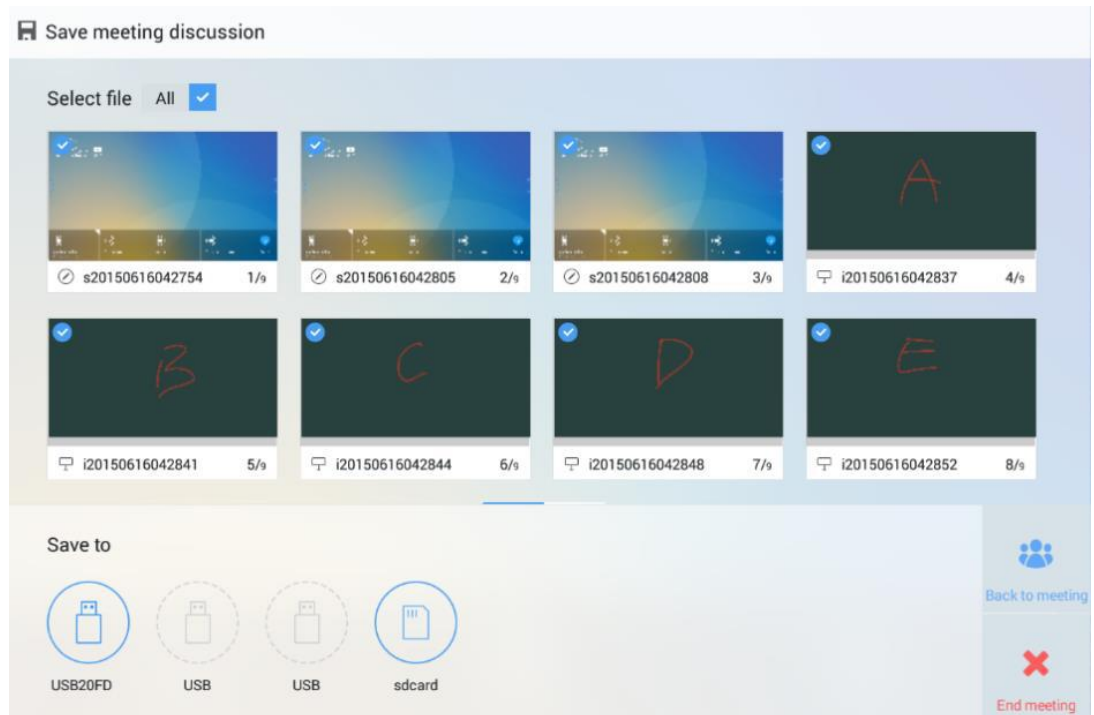 Save meeting discussion
Select file All
s20150616042754 1/9
s20150616042805 2/9
s20150616042808 3/9
A
i20150616042837 4/9
B
i20150616042841 5/9
C
i20150616042844 6/9
D
i20150616042848 7/9
E
i20150616042852 8/9
Save to
USB20FD
USB
USB
sdcard
Back to meeting
End meeting